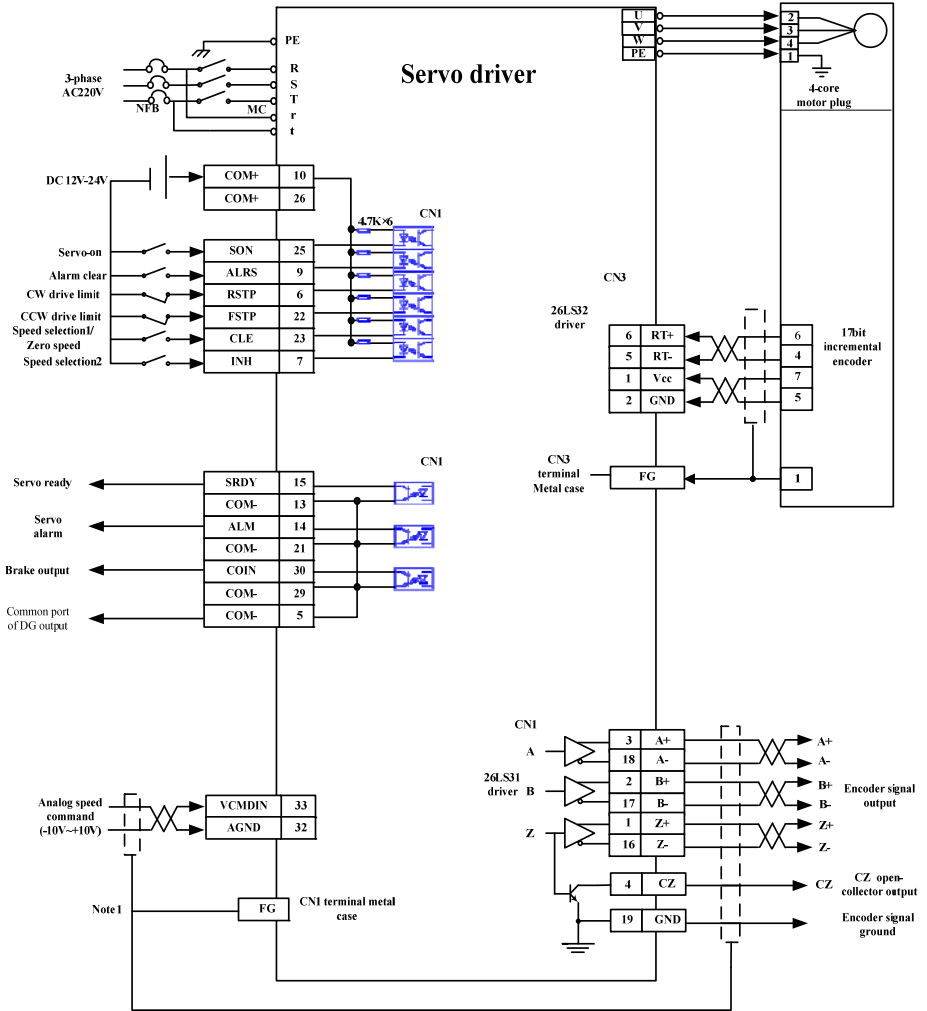 Servo driver
PE
R
S
T
r
t
3-phase
AC220V
NFB
MC
U
V
W
PE
2
3
4
1
4-core
motor plug
DC 12V-24V
COM+ 10
COM+ 26
CN1
4.7K×6
Servo-on SON 25
Alarm clear ALRS 9
CW drive limit RSTP 6
CCW drive limit FSTP 22
Speed selection1/
Zero speed CLE 23
Speed selection2 INH 7
CN3
26LS32
driver
6 RT+ 6
5 RT- 4
1 Vcc 7
2 GND 5
17bit
incremental
encoder
CN3
terminal
Metal case
FG
1
CN1
Servo ready SRDY 15
COM- 13
Servo
alarm
ALM 14
COM- 21
Brake output COIN 30
COM- 29
Common port
of DG output
COM- 5
CN1
26LS31
driver
A 3 A+ A+
18 A- A-
B 2 B+ B+
17 B- B-
Z 1 Z+ Z+
16 Z- Z-
Encoder signal
output
4 CZ CZ
CZ open-
collector output
19 GND
Encoder signal
ground
Analog speed
command
(-10V~+10V)
VCMDIN 33
AGND 32
Note1
FG
CN1 terminal metal
case